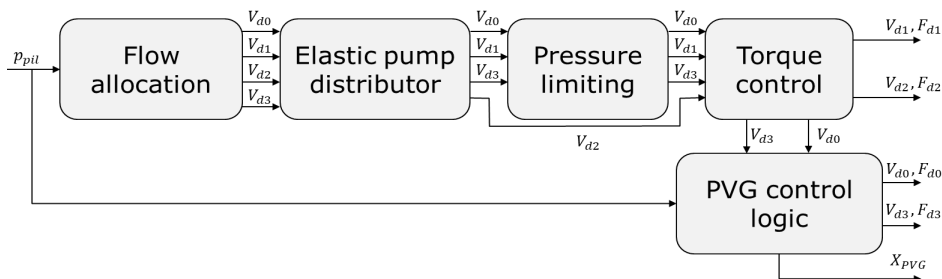 p_pil
Flow
allocation
V_d0
V_d1
V_d2
V_d3
Elastic pump
distributor
V_d0
V_d1
V_d3
V_d2
Pressure
limiting
V_d0
V_d1
V_d3
Torque
control
V_d1, F_d1
V_d2, F_d2
V_d3
V_d0
PVG control
logic
V_d0, F_d0
V_d3, F_d3
X_PVG